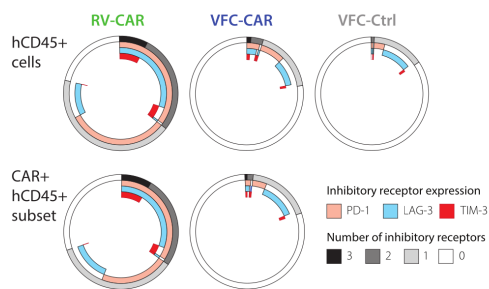 RV-CAR VFC-CAR VFC-Ctrl
hCD45+
cells
CAR+
hCD45+
subset
Inhibitory receptor expression
PD-1 LAG-3 TIM-3
Number of inhibitory receptors
3 2 1 0